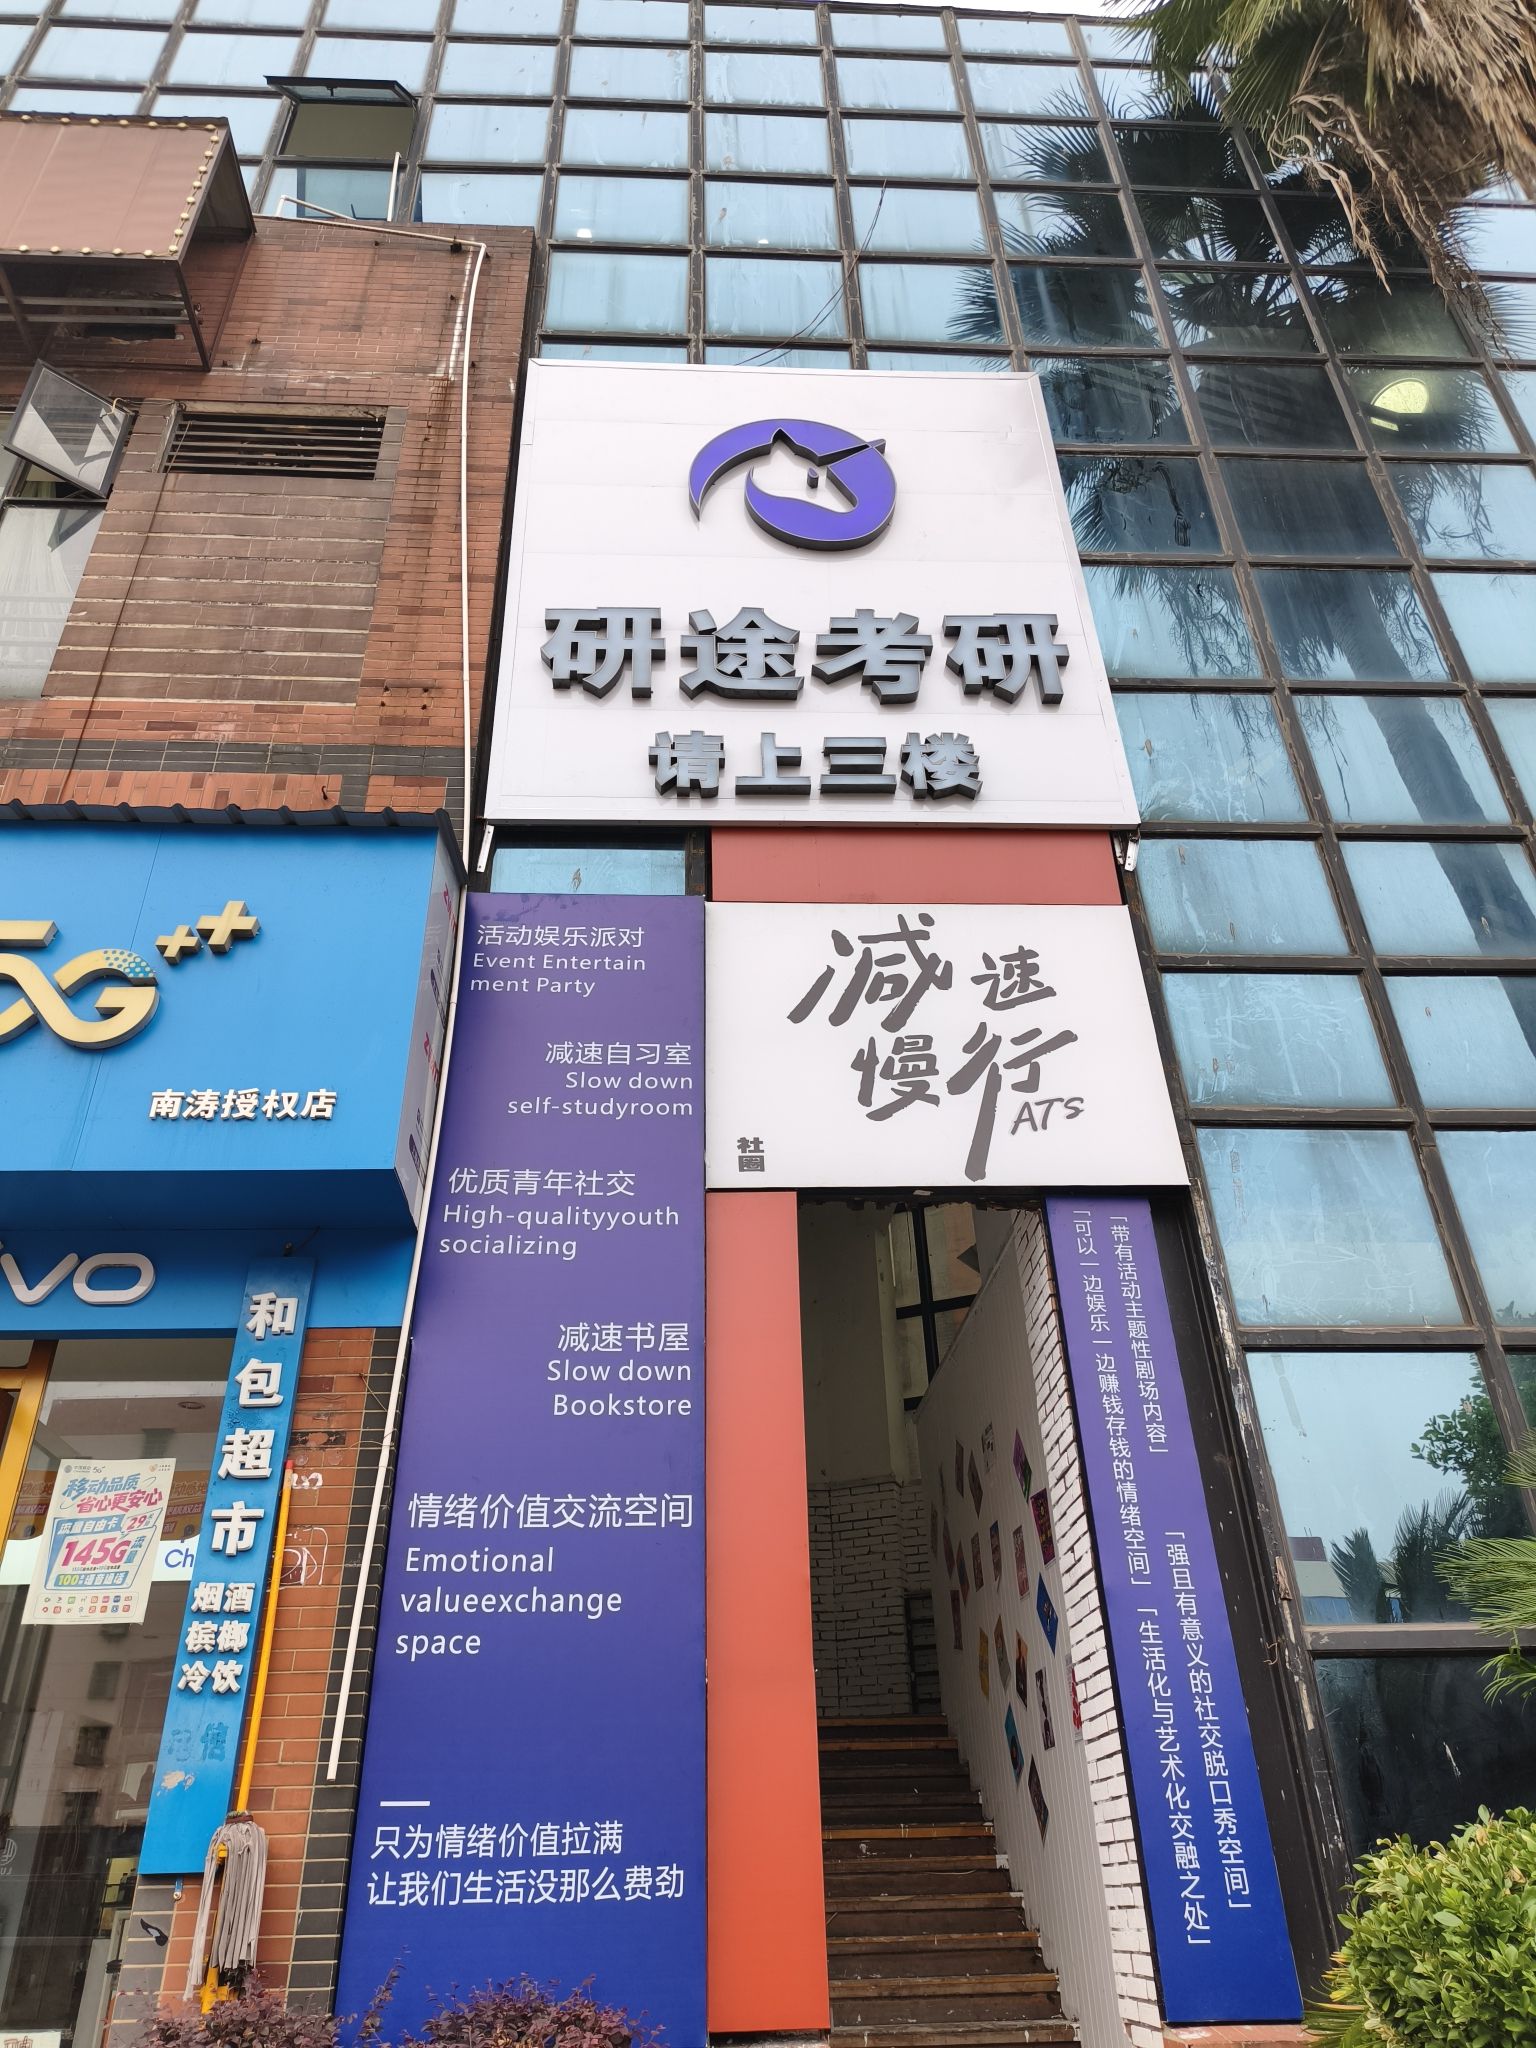 研途考研
请上三楼
减速
慢行
ATS
社圈
活动娱乐派对
Event Entertain
ment Party
减速自习室
Slow down
self-studyroom
优质青年社交
High-qualityyouth
socializing
减速书屋
Slow down
Bookstore
情绪价值交流空间
Emotional
valueexchange
space
只为情绪价值拉满
让我们生活没那么费劲
「带有活动主题性剧场内容」
「可以一边娱乐一边赚钱存钱的情绪空间」
「强且有意义的社交脱口秀空间」
「生活化与艺术化交融之处」
5G++
南涛授权店
vivo
和包超市
烟酒
槟榔
冷饮
移动品质
省心更安心
流量自由卡
29
145G